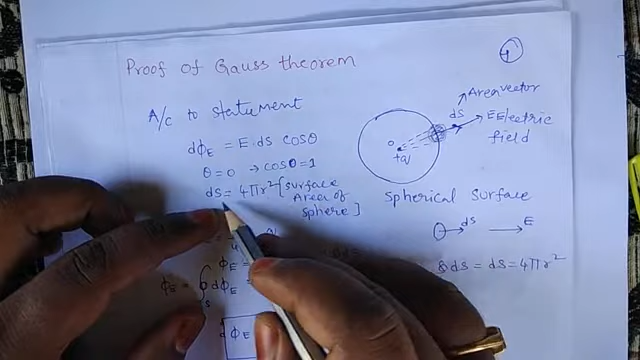 Proof of Gauss theorem
A/c to statement
dϕE = E ds cosθ
θ = 0 → cosθ = 1
ds = 4πr² [surface
Area of
sphere]
ϕE =
ϕE = ∮ dϕE =
S
ϕE
Area vector
ds
E Electric
field
o
+q
Spherical surface
ds E
ds = ds = 4πr²